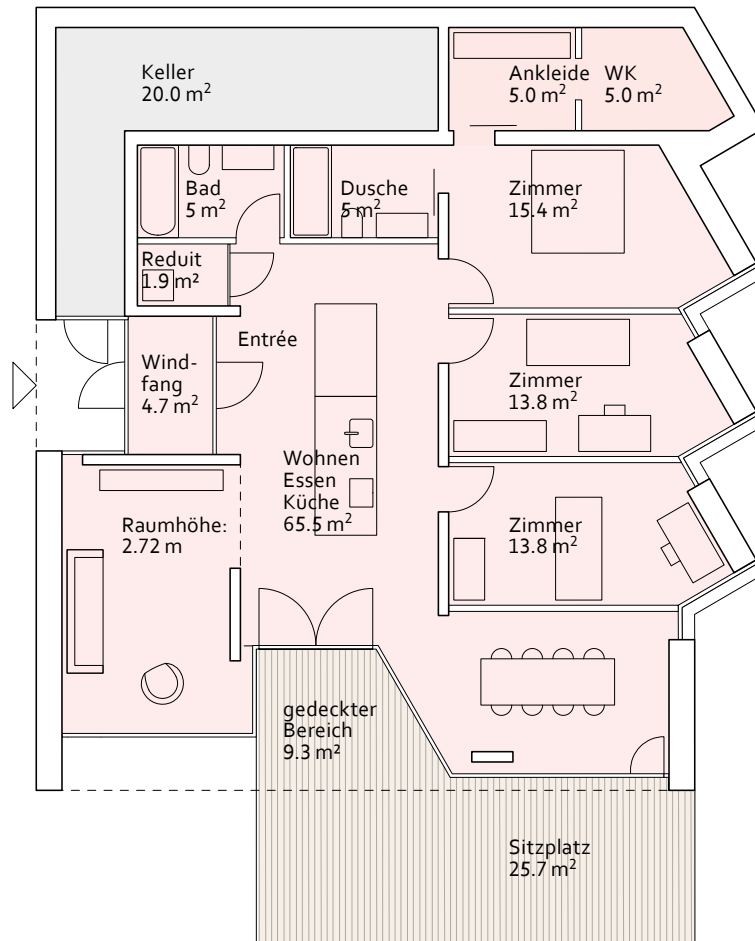 Keller
20.0 m²
Ankleide
5.0 m²
WK
5.0 m²
Bad
5 m²
Dusche
5 m²
Zimmer
15.4 m²
Reduit
1.9 m²
Entrée
Wind-
fang
4.7 m²
Zimmer
13.8 m²
Wohnen
Essen
Küche
65.5 m²
Raumhöhe:
2.72 m
Zimmer
13.8 m²
gedeckter
Bereich
9.3 m²
Sitzplatz
25.7 m²